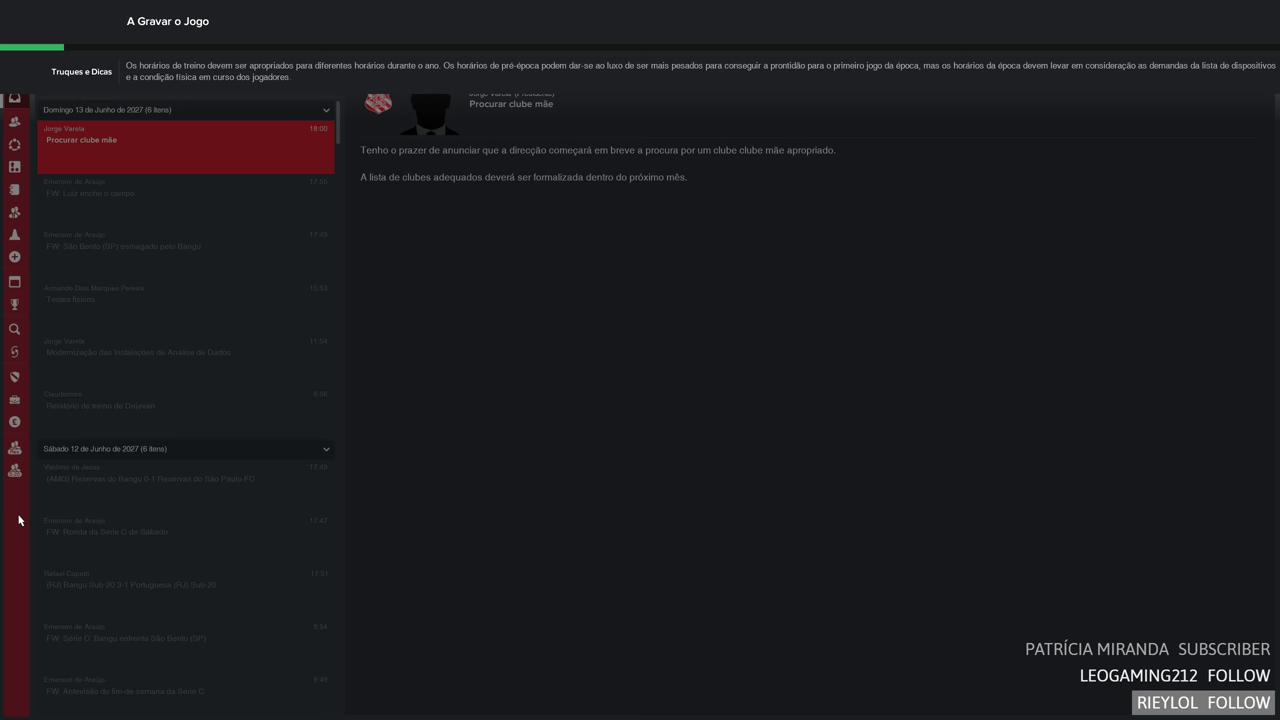 A Gravar o Jogo
Truques e Dicas
Os horários de treino devem ser apropriados para diferentes horários durante o ano. Os horários de pré-época podem dar-se ao luxo de ser mais pesados para conseguir a prontidão para o primeiro jogo da época, mas os horários da época devem levar em consideração as demandas da lista de dispositivos
e a condição física em curso dos jogadores.
Domingo 13 de Junho de 2027 (6 itens)
Jorge Varela 18:00
Procurar clube mãe
Emerson de Araújo 17:55
FW: Luiz enche o campo
Emerson de Araújo 17:49
FW: São Bento (SP) esmagado pelo Bangu
Armando Dias Marques Pereira 15:53
Testes físicos
Jorge Varela 11:54
Modernização das Instalações de Análise de Dados
Claudiomiro
Relatório de treino de
Sábado 12 de Junho de 2027 (6 itens)
Valdimo de Jesus 17:49
(AMG) Reservas do Bangu 0-1 Reservas do São Paulo FC
Emerson de Araújo 17:47
FW: Ronda da Série C de Sábado
Rafael 17:31
(RJ) Bangu Sub-20 3-1 Portuguesa (RJ) Sub-20
Emerson de Araújo 9:54
FW: Série C: Bangu enfrenta São Bento (SP)
Emerson de Araújo 9:49
FW: Antevisão do fim-de-semana da Série C
Jorge Varela (Presidente)
Procurar clube mãe
Tenho o prazer de anunciar que a direcção começará em breve a procura por um clube clube mãe apropriado.
A lista de clubes adequados deverá ser formalizada dentro do próximo mês.
PATRÍCIA MIRANDA SUBSCRIBER
LEOGAMING212 FOLLOW
RIEYLOL FOLLOW